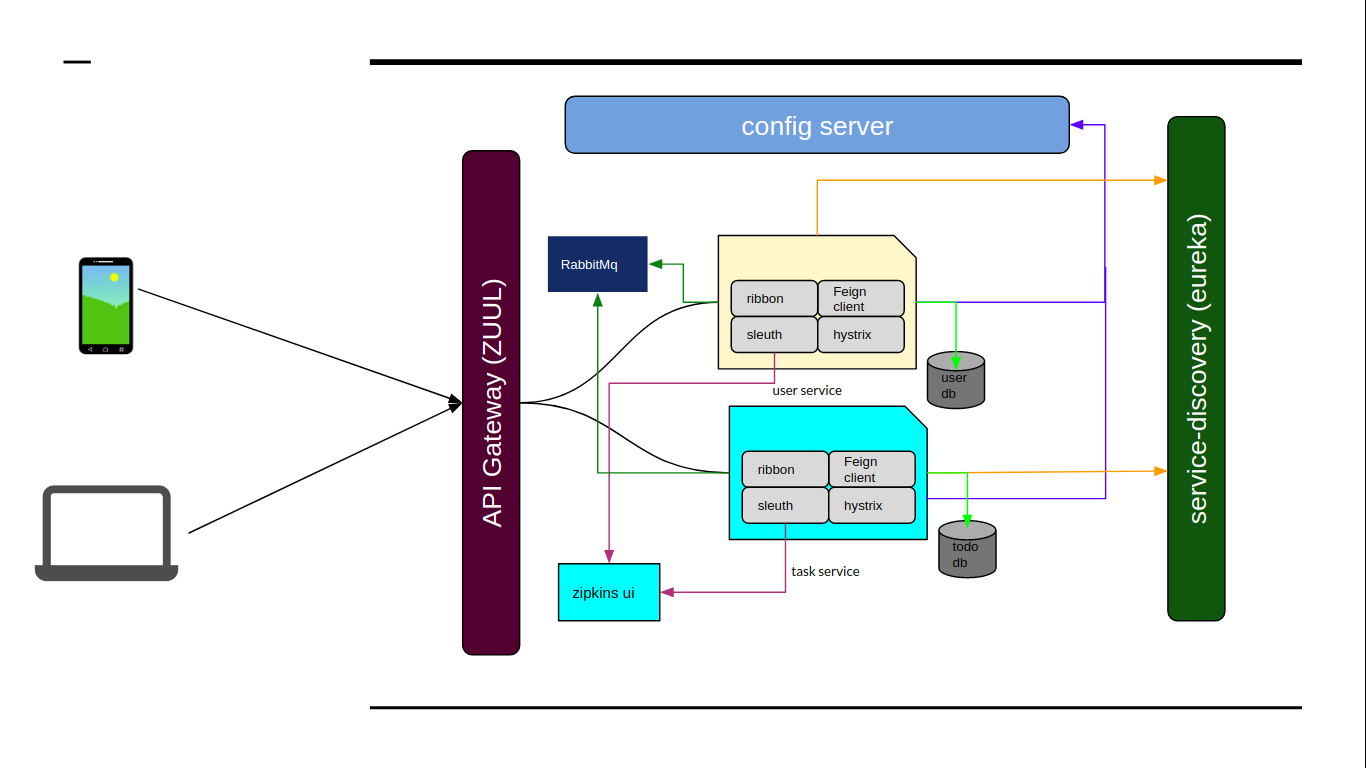 config server
API Gateway (ZUUL)
service-discovery (eureka)
RabbitMq
ribbon
Feign
client
sleuth
hystrix
user service
user
db
ribbon
Feign
client
sleuth
hystrix
task service
todo
db
zipkins ui